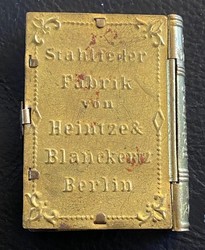 Stahlfeder
Fabrik
von
Heintze &
Blanckertz
Berlin